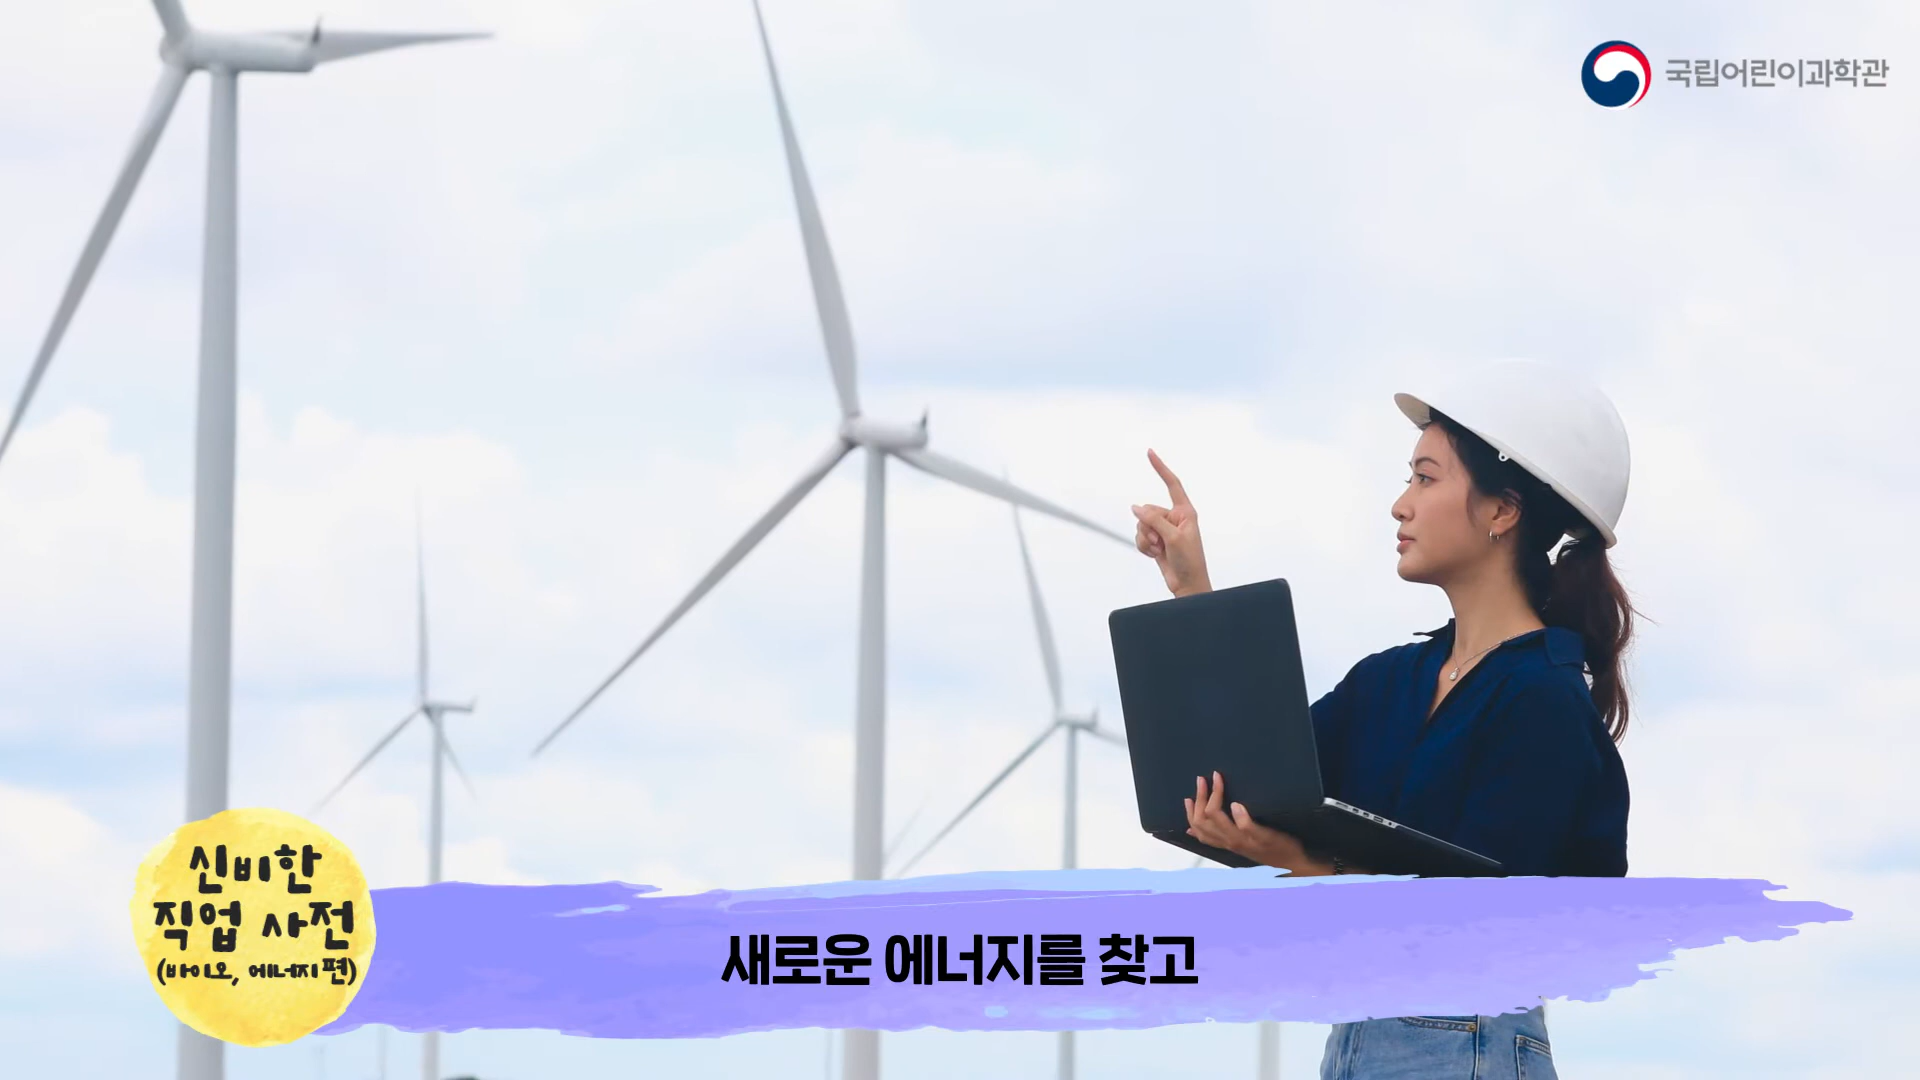 국립어린이과학관
신비한
직업 사전
(바이오, 에너지편)
새로운 에너지를 찾고